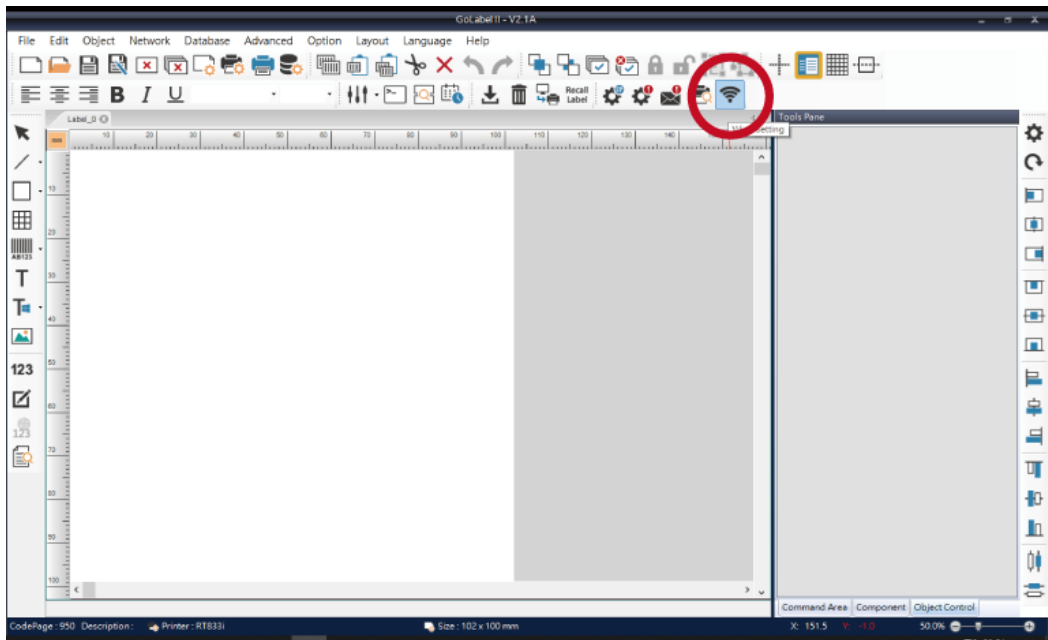 GoLabel II - V2.1A
File Edit Object Network Database Advanced Option Layout Language Help
B I U Recall Label
Label_0
Tools Pane
mm 10 20 30 40 50 60 70 80 90 100 110 120 130 140
setting
10
20
AB123
30
T
T
40
50
123
60
123
70
80
90
100
Command Area Component Object Control
CodePage : 950 Description : Printer : RT833i Size : 102 x 100 mm X: 151.5 Y: -1.0 50.0%